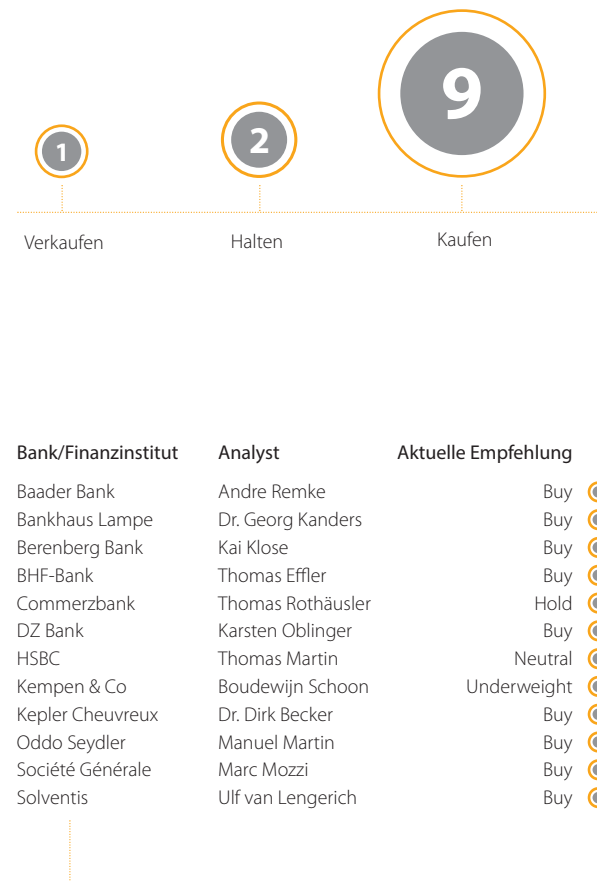 1 2 9
Verkaufen Halten Kaufen
Bank/Finanzinstitut Analyst Aktuelle Empfehlung
Baader Bank Andre Remke Buy
Bankhaus Lampe Dr. Georg Kanders Buy
Berenberg Bank Kai Klose Buy
BHF-Bank Thomas Effler Buy
Commerzbank Thomas Rothäusler Hold
DZ Bank Karsten Oblinger Buy
HSBC Thomas Martin Neutral
Kempen & Co Boudewijn Schoon Underweight
Kepler Cheuvreux Dr. Dirk Becker Buy
Oddo Seydler Manuel Martin Buy
Société Générale Marc Mozzi Buy
Solventis Ulf van Lengerich Buy